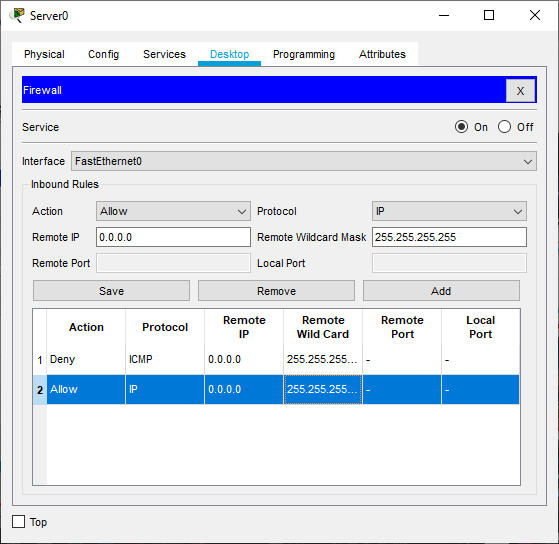 Server0
Physical Config Services Desktop Programming Attributes
Firewall X
Service On Off
Interface FastEthernet0
Inbound Rules
Action Allow Protocol IP
Remote IP 0.0.0.0 Remote Wildcard Mask 255.255.255.255
Remote Port Local Port
Save Remove Add
Action Protocol Remote IP Remote Wild Card Remote Port Local Port
1 Deny ICMP 0.0.0.0 255.255.255... - -
2 Allow IP 0.0.0.0 255.255.255... - -
Top